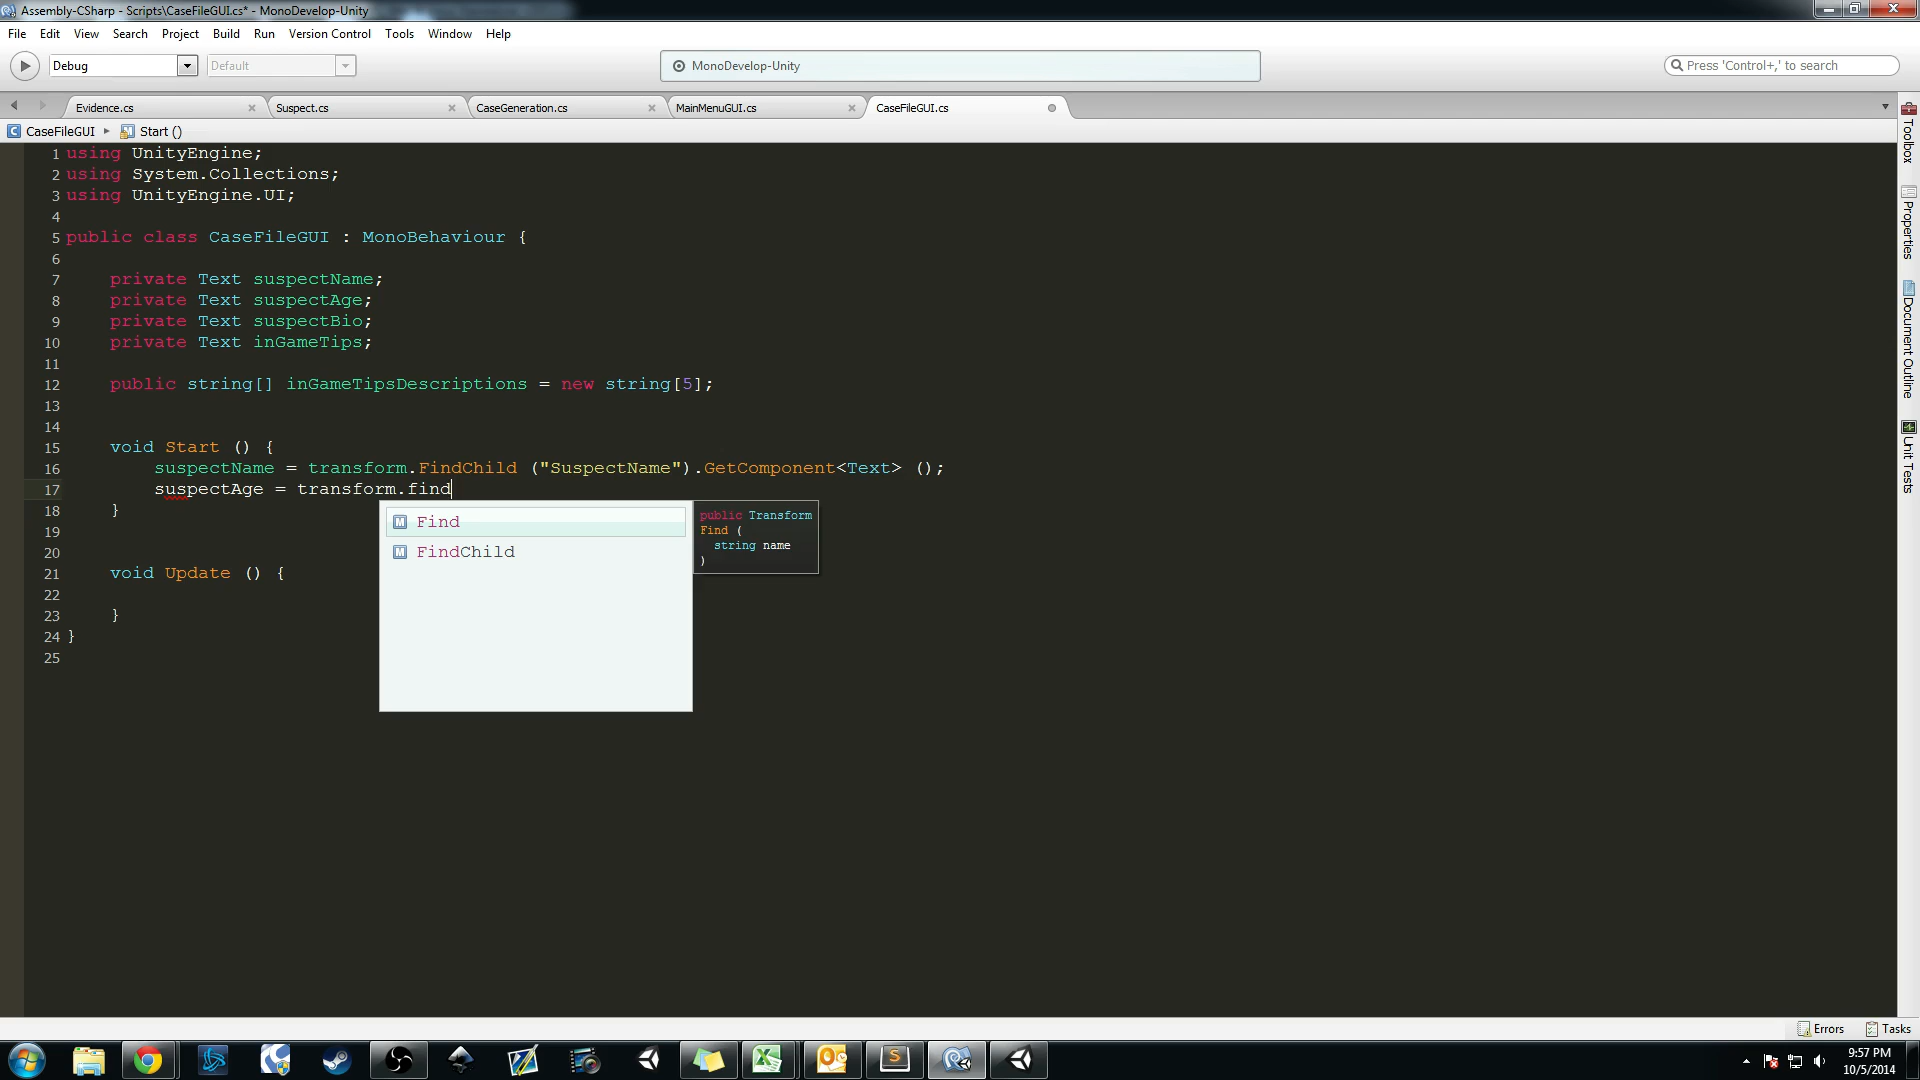 Assembly-CSharp - Scripts\CaseFileGUI.cs* - MonoDevelop-Unity
File Edit View Search Project Build Run Version Control Tools Window Help
Debug Default MonoDevelop-Unity Press 'Control+,' to search
Evidence.cs Suspect.cs CaseGeneration.cs MainMenuGUI.cs CaseFileGUI.cs
CaseFileGUI Start ()
1 using UnityEngine;
2 using System.Collections;
3 using UnityEngine.UI;
4
5 public class CaseFileGUI : MonoBehaviour {
6
7 private Text suspectName;
8 private Text suspectAge;
9 private Text suspectBio;
10 private Text inGameTips;
11
12 public string[] inGameTipsDescriptions = new string[5];
13
14
15 void Start () {
16 suspectName = transform.FindChild ("SuspectName").GetComponent<Text> ();
17 suspectAge = transform.find
18 }
19
20
21 void Update () {
22
23 }
24 }
25
Find
FindChild
public Transform
Find (
string name
)
Toolbox
Properties
Document Outline
Unit Tests
Errors Tasks
9:57 PM
10/5/2014